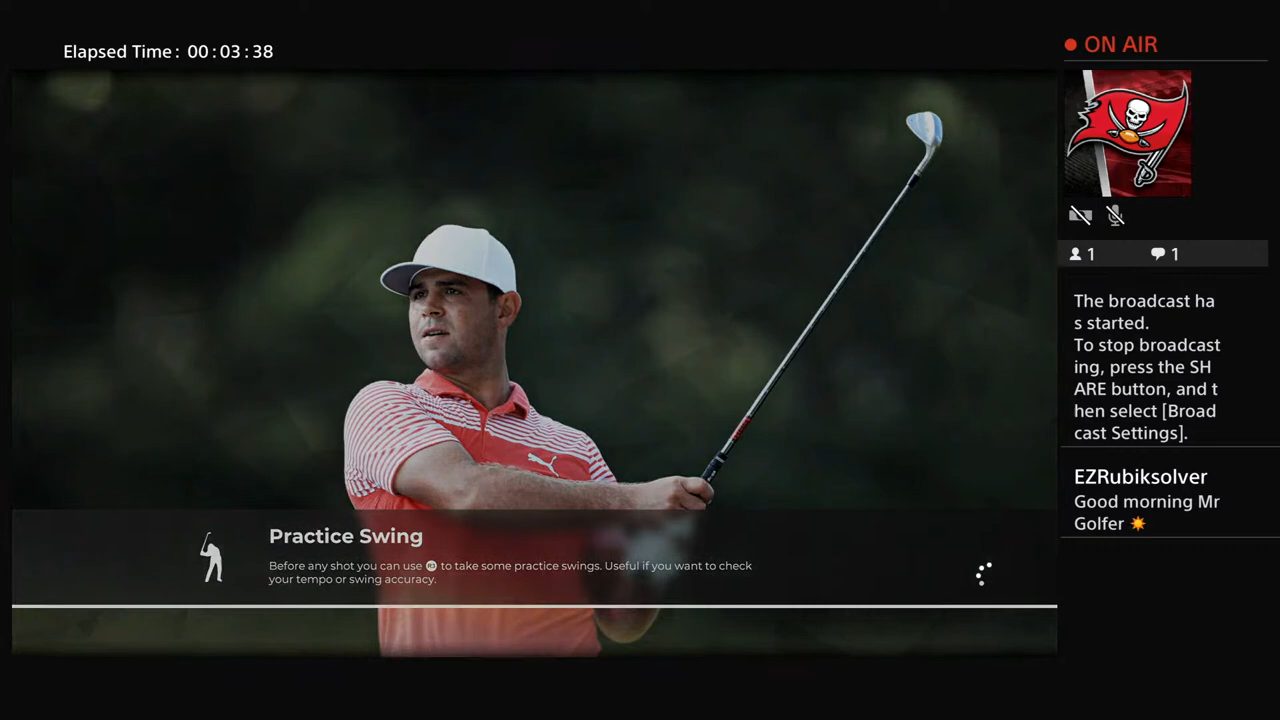 Elapsed Time: 00:03:38
ON AIR
1 1
The broadcast ha
s started.
To stop broadcast
ing, press the SH
ARE button, and t
hen select [Broad
cast Settings].
EZRubiksolver
Good morning Mr
Golfer ☀
Practice Swing
Before any shot you can use R3 to take some practice swings. Useful if you want to check
your tempo or swing accuracy.